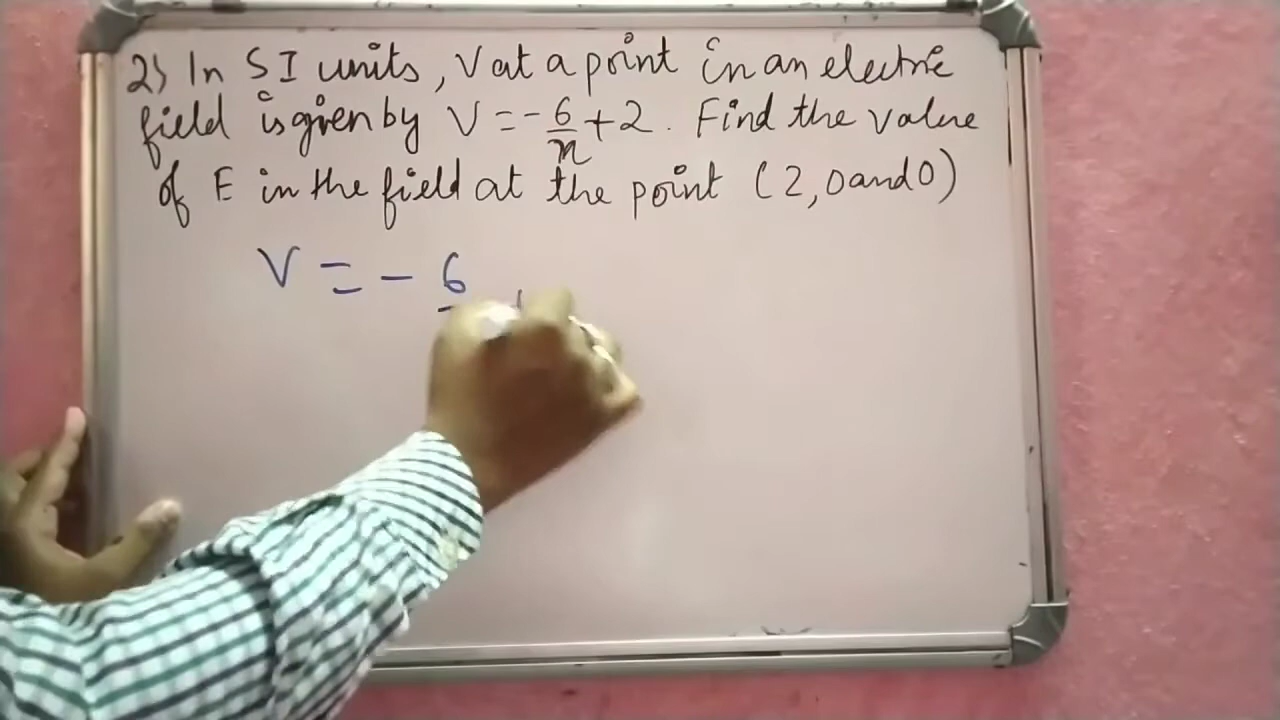 2) In SI units, V at a point in an electric
field is given by V = -6/x + 2. Find the value
of E in the field at the point (2, 0 and 0)
V = - 6